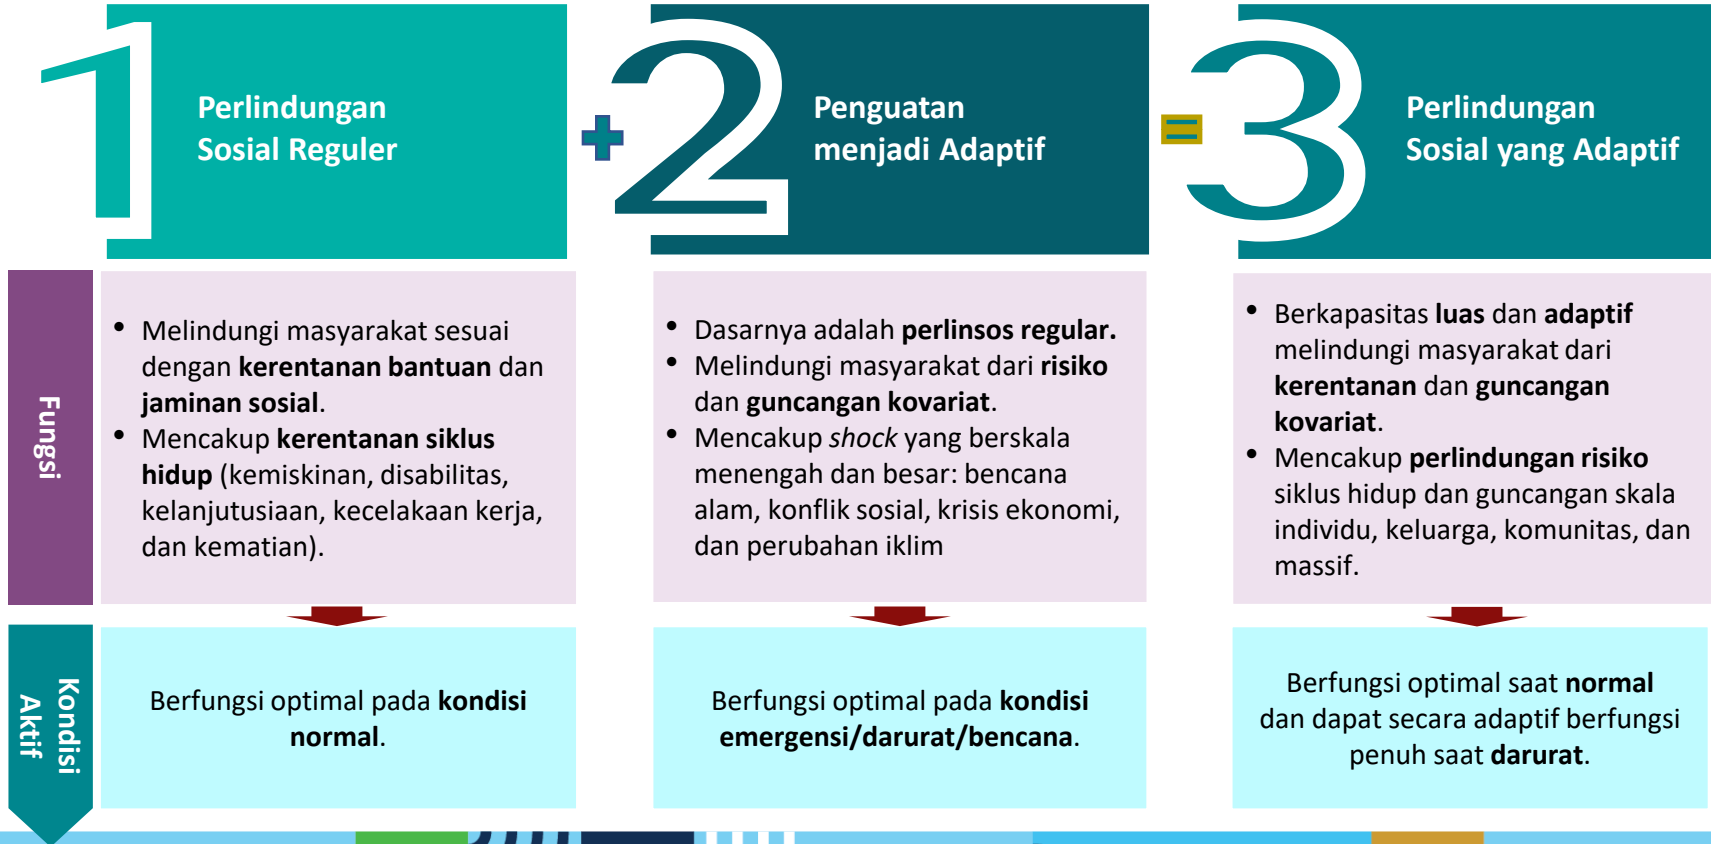 1
Perlindungan
Sosial Reguler
+
2
Penguatan
menjadi Adaptif
=
3
Perlindungan
Sosial yang Adaptif
Fungsi
• Melindungi masyarakat sesuai
dengan kerentanan bantuan dan
jaminan sosial.
• Mencakup kerentanan siklus
hidup (kemiskinan, disabilitas,
kelanjutusiaan, kecelakaan kerja,
dan kematian).
• Dasarnya adalah perlinsos regular.
• Melindungi masyarakat dari risiko
dan guncangan kovariat.
• Mencakup shock yang berskala
menengah dan besar: bencana
alam, konflik sosial, krisis ekonomi,
dan perubahan iklim
• Berkapasitas luas dan adaptif
melindungi masyarakat dari
kerentanan dan guncangan
kovariat.
• Mencakup perlindungan risiko
siklus hidup dan guncangan skala
individu, keluarga, komunitas, dan
massif.
Kondisi
Aktif
Berfungsi optimal pada kondisi
normal.
Berfungsi optimal pada kondisi
emergensi/darurat/bencana.
Berfungsi optimal saat normal
dan dapat secara adaptif berfungsi
penuh saat darurat.